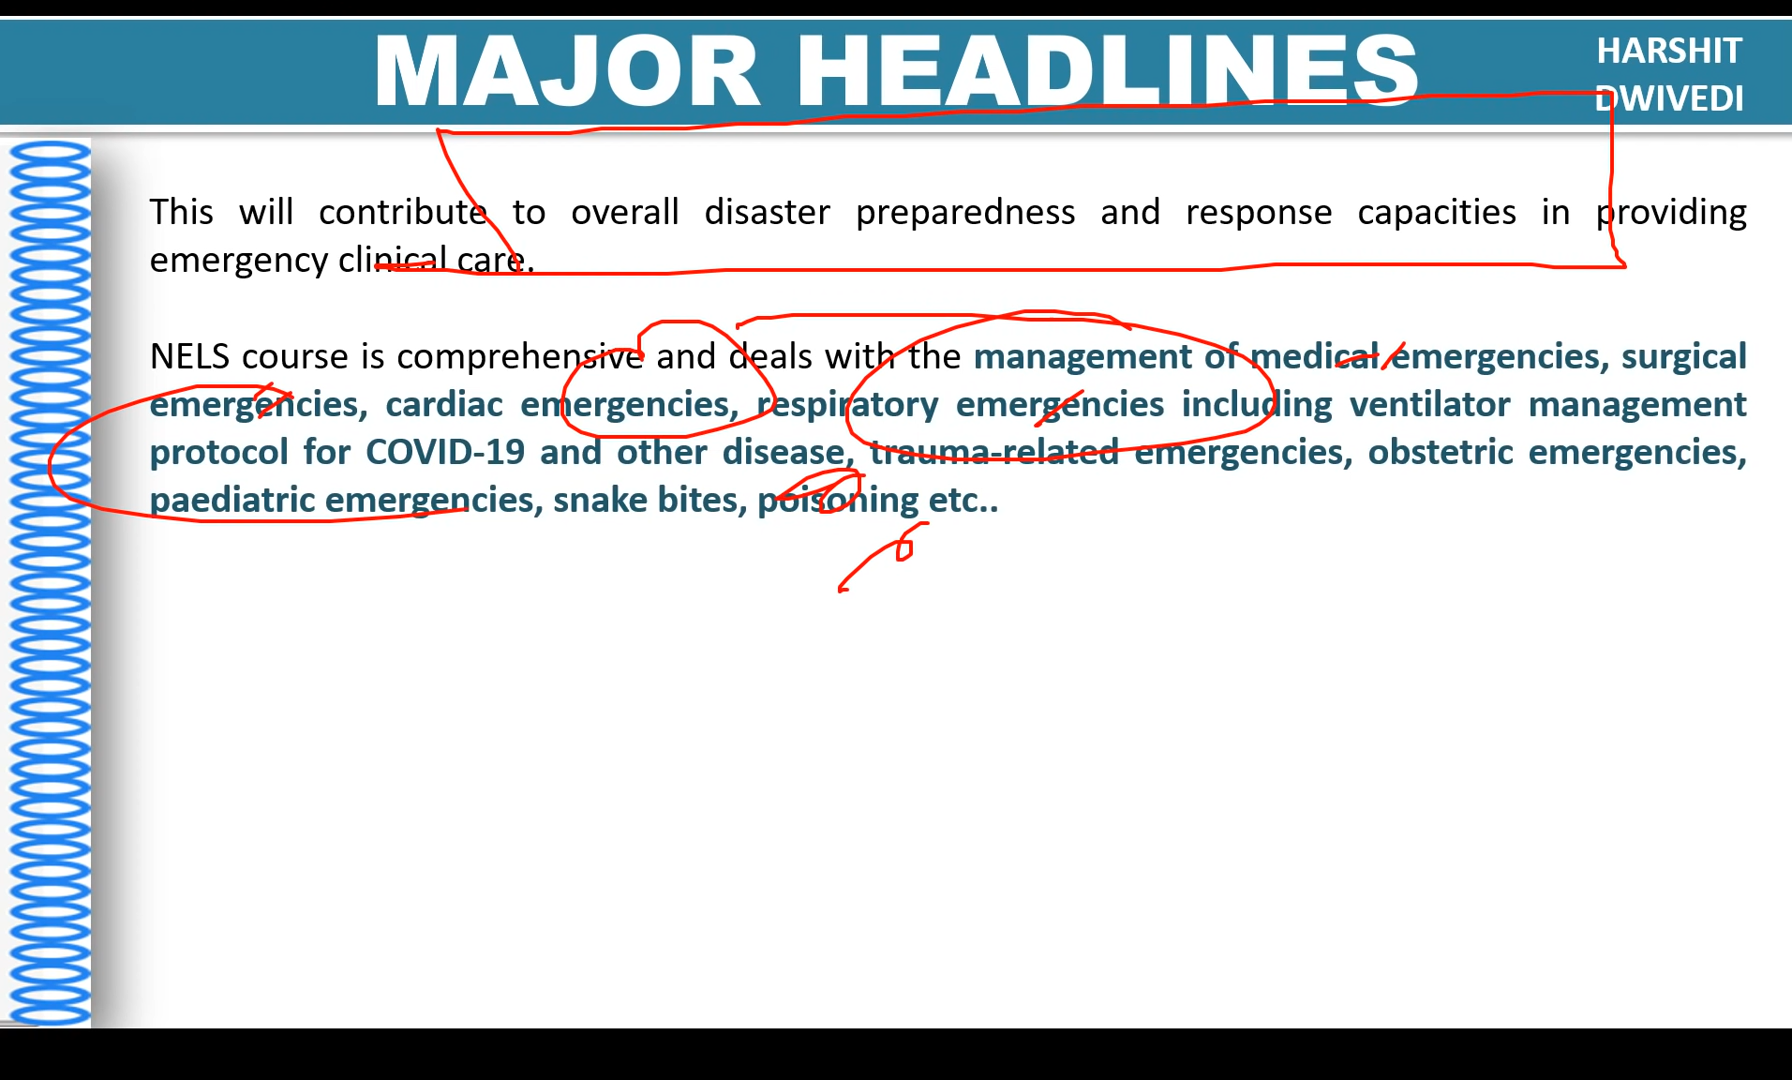 MAJOR HEADLINES
HARSHIT
DWIVEDI
This will contribute to overall disaster preparedness and response capacities in providing
emergency clinical care.
NELS course is comprehensive and deals with the management of medical emergencies, surgical
emergencies, cardiac emergencies, respiratory emergencies including ventilator management
protocol for COVID-19 and other disease, trauma-related emergencies, obstetric emergencies,
paediatric emergencies, snake bites, poisoning etc..